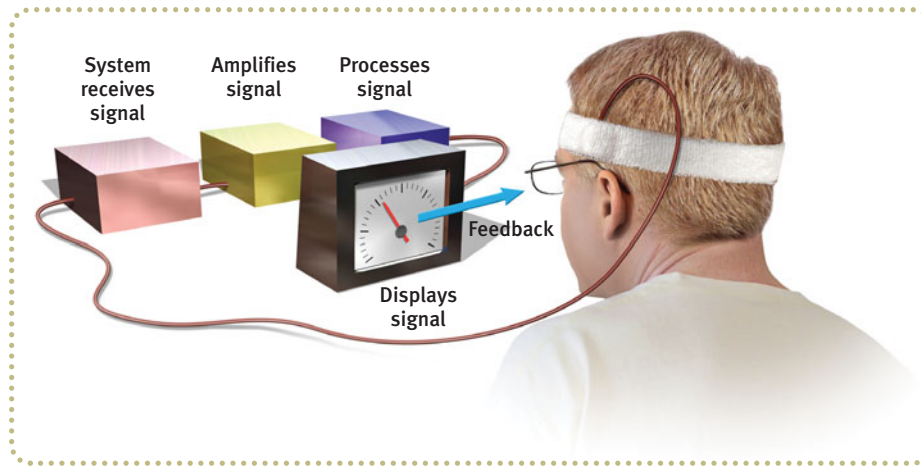 System
receives
signal
Amplifies
signal
Processes
signal
Feedback
Displays
signal